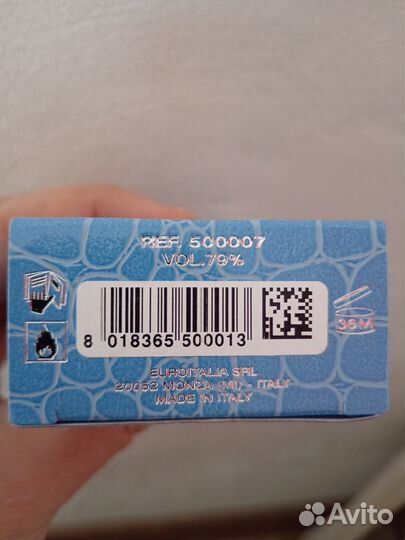 REF. 500007
VOL. 79%
8 018365 500013
36M
EUROITALIA SRL
20052 MONZA (MI) - ITALY
MADE IN ITALY
Avito